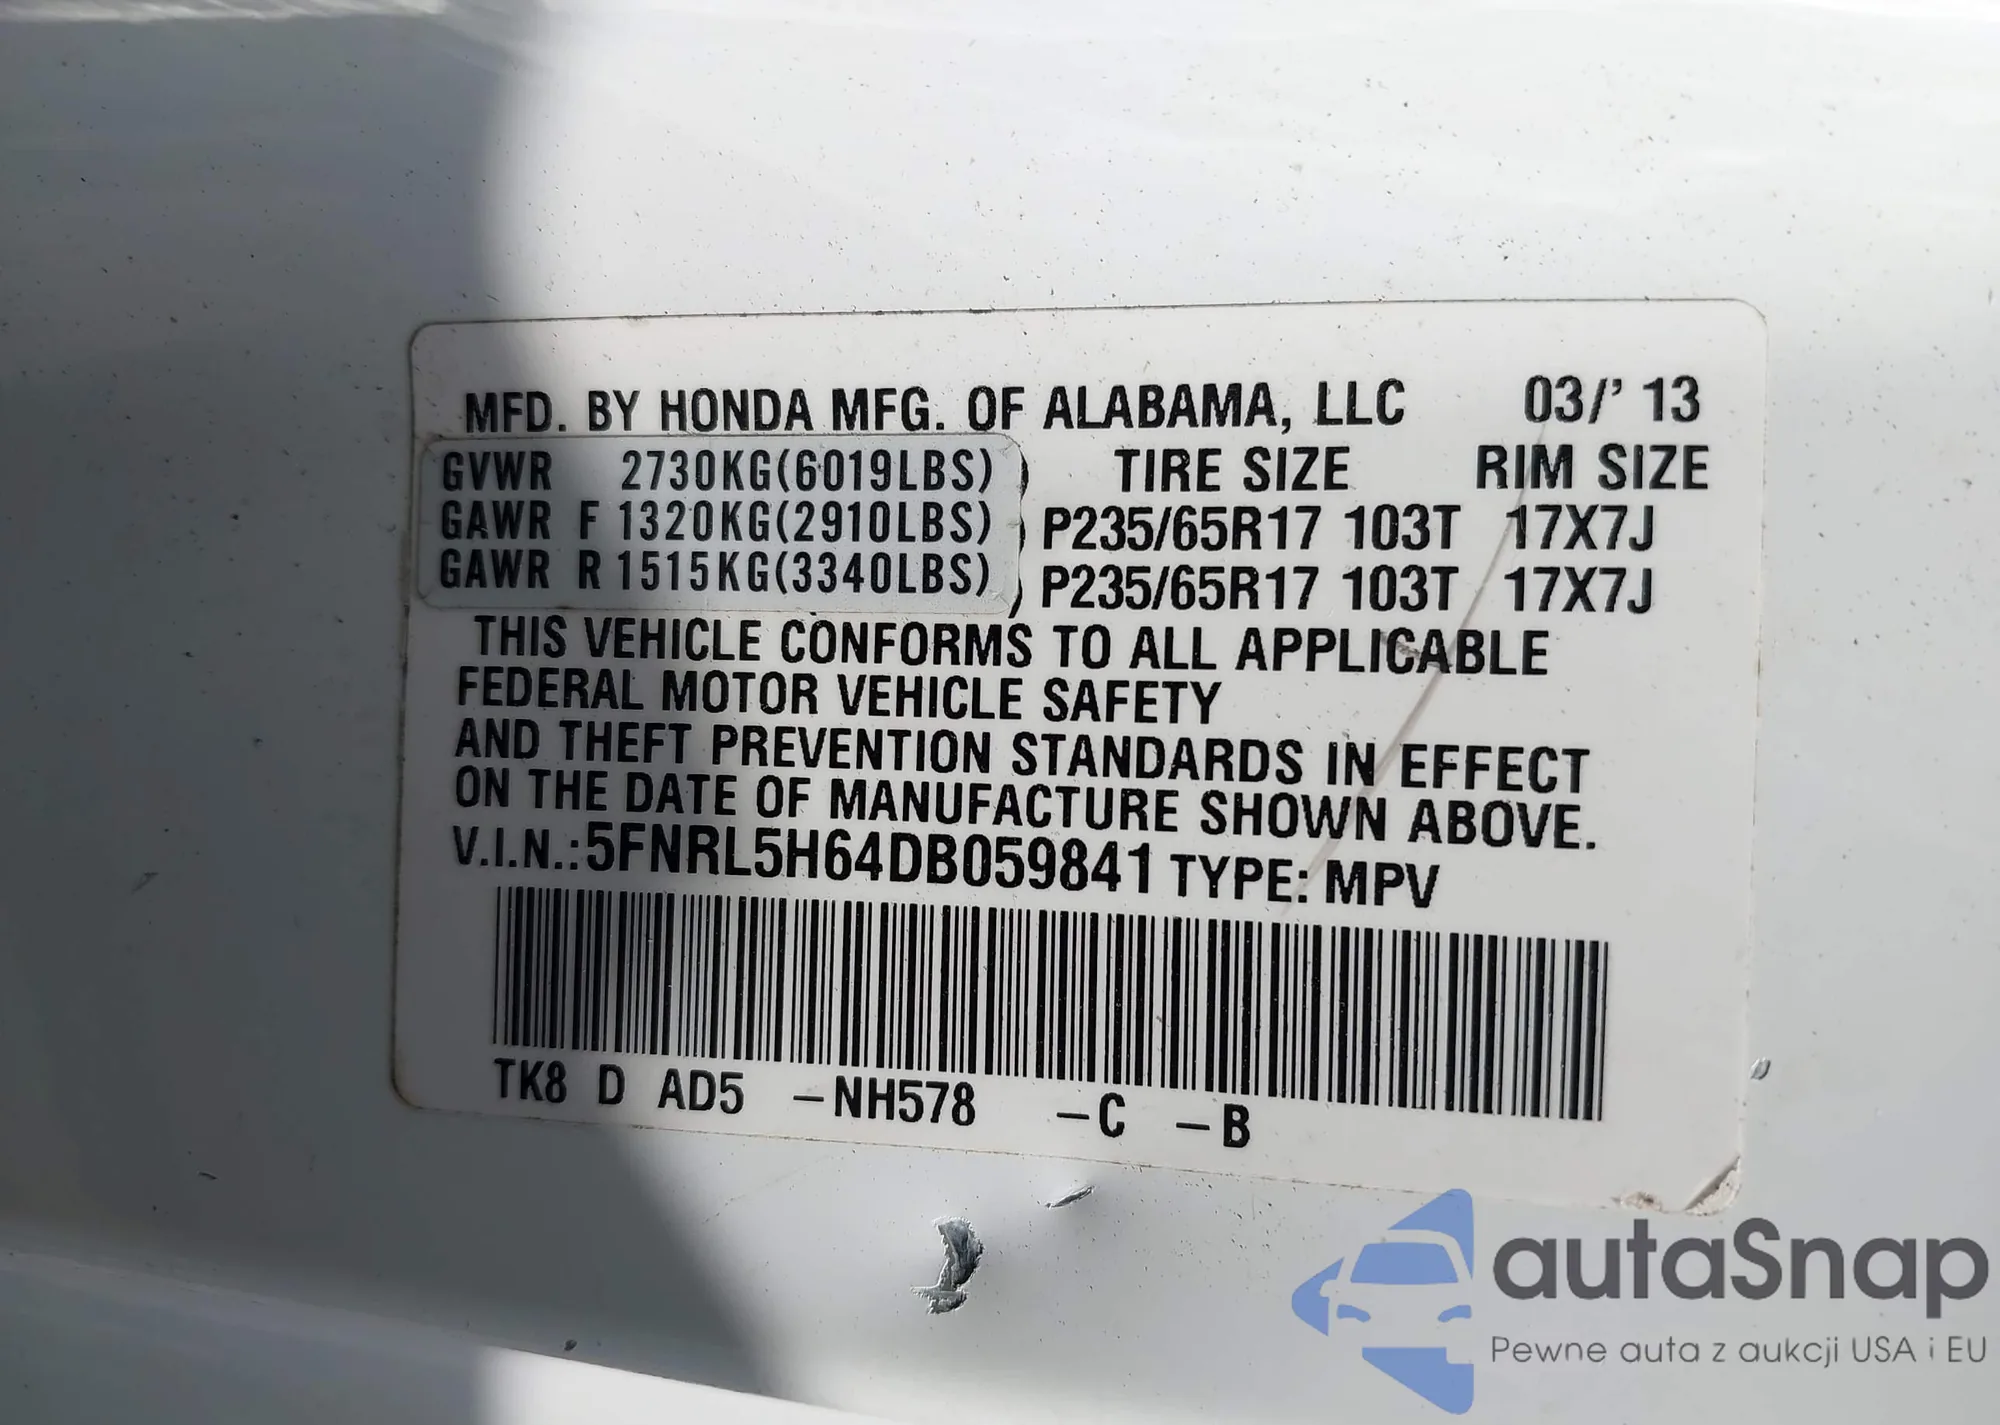 MFD. BY HONDA MFG. OF ALABAMA, LLC 03/' 13
GVWR 2730KG(6019LBS) ) TIRE SIZE RIM SIZE
GAWR F 1320KG(2910LBS) ) P235/65R17 103T 17X7J
GAWR R 1515KG(3340LBS) ) P235/65R17 103T 17X7J
THIS VEHICLE CONFORMS TO ALL APPLICABLE
FEDERAL MOTOR VEHICLE SAFETY
AND THEFT PREVENTION STANDARDS IN EFFECT
ON THE DATE OF MANUFACTURE SHOWN ABOVE.
V.I.N.:5FNRL5H64DB059841 TYPE: MPV
TK8 D AD5 –NH578 –C –B
autaSnap
Pewne auta z aukcji USA i EU